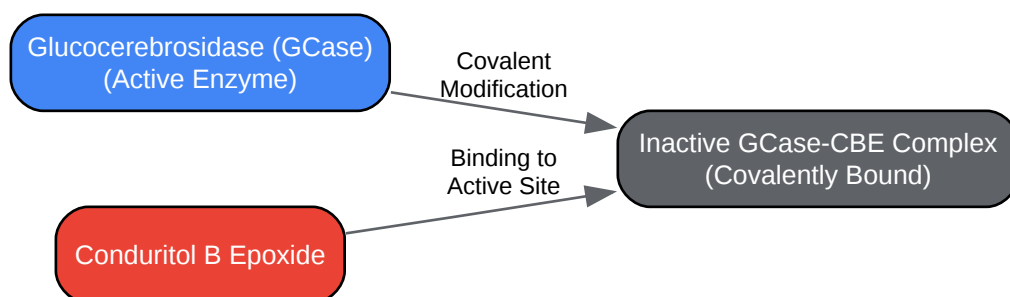 Glucocerebrosidase (GCase)
(Active Enzyme)
Covalent
Modification
Inactive GCase-CBE Complex
(Covalently Bound)
Binding to
Active Site
Conduritol B Epoxide